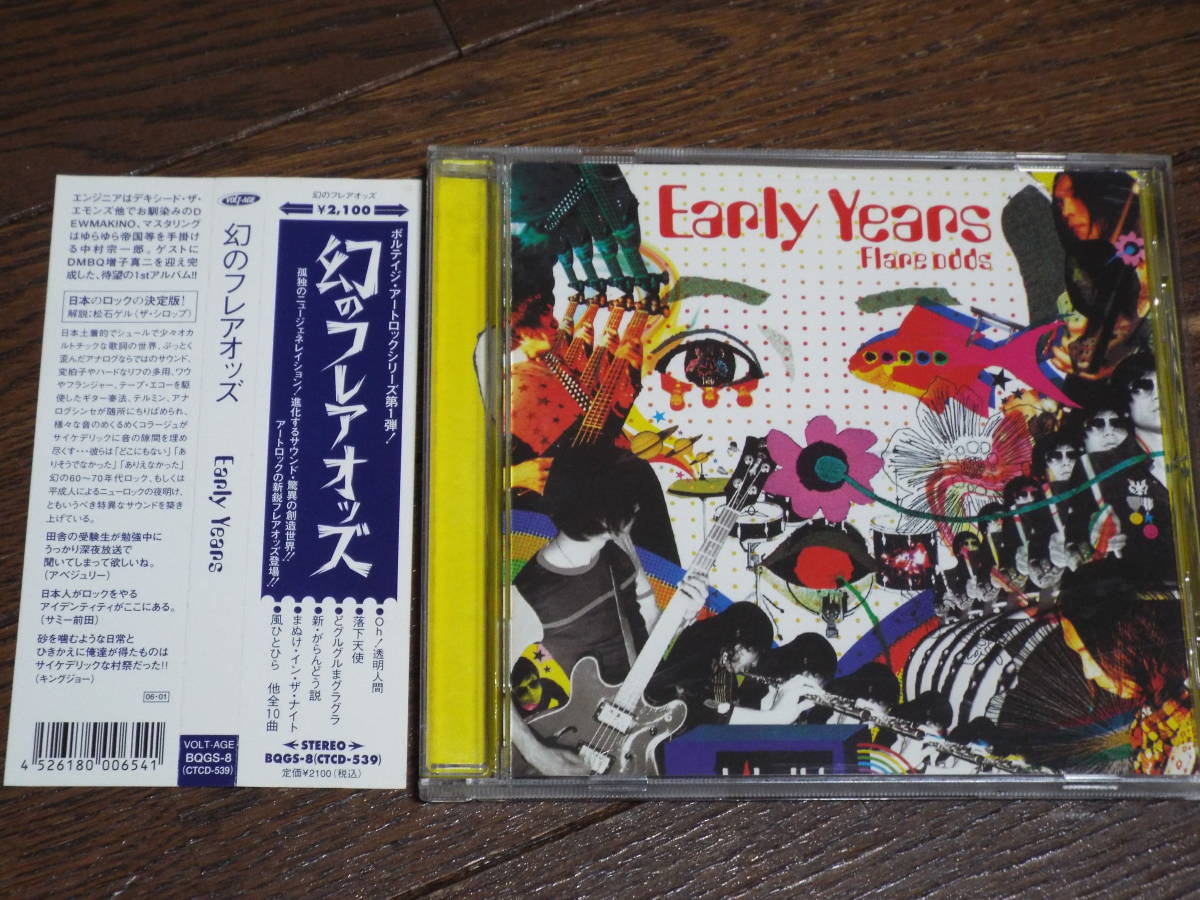 エンジニアはデキシード・ザ・
エモンズ他でお馴染みのD
EWMAKINO、マスタリング
はゆらゆら帝国等を手掛け
る中村宗一郎。ゲストに
DMBQ増子真二を迎え完
成した、待望の1stアルバム!!
日本のロックの決定版!
解説:松石ゲル(ザ・シロップ)
日本土着的でシュールで少々オカ
ルトチックな歌詞の世界、ぶっとく
歪んだアナログならではのサウンド、
変拍子やハードなリフの多用、ワウ
やフランジャー、テープ・エコーを駆
使したギター奏法、テルミン、アナ
ログシンセが随所にちりばめられ、
様々な音のめくるめくコラージュが
サイケデリックに音の隙間を埋め
尽くす・・・彼らは「どこにもない」「あ
りそうでなかった」「ありえなかった」
幻の60〜70年代ロック、もしくは
平成人によるニューロックの夜明け、
ともいうべき特異なサウンドを築き
上げている。
田舎の受験生が勉強中に
うっかり深夜放送で
聞いてしまって欲しいね。
(アベジュリー)
日本人がロックをやる
アイデンティティがここにある。
(サミー前田)
砂を噛むような日常と
ひきかえに俺達が得たものは
サイケデリックな村祭だった!!
(キングジョー)
06・01
4 526180 006541
VOLT-AGE
幻のフレアオッズ
Early Years
VOLT-AGE
BQGS-8
(CTCD-539)
幻のフレアオッズ
¥2,100
ボルテイジ・アートロックシリーズ第1弾!
幻のフレアオッズ
孤独のニュージェネレイション!進化するサウンド・驚異の創造世界!!
アートロックの新鋭フレアオッズ登場!!
Oh!透明人間
落下天使
どグルグルまグラグラ
新・がらんどう説
まぬけ・イン・ザ・ナイト
風ひとひら 他全10曲
STEREO
BQGS-8(CTCD-539)
定価¥2100(税込)
Early Years
Flare odds